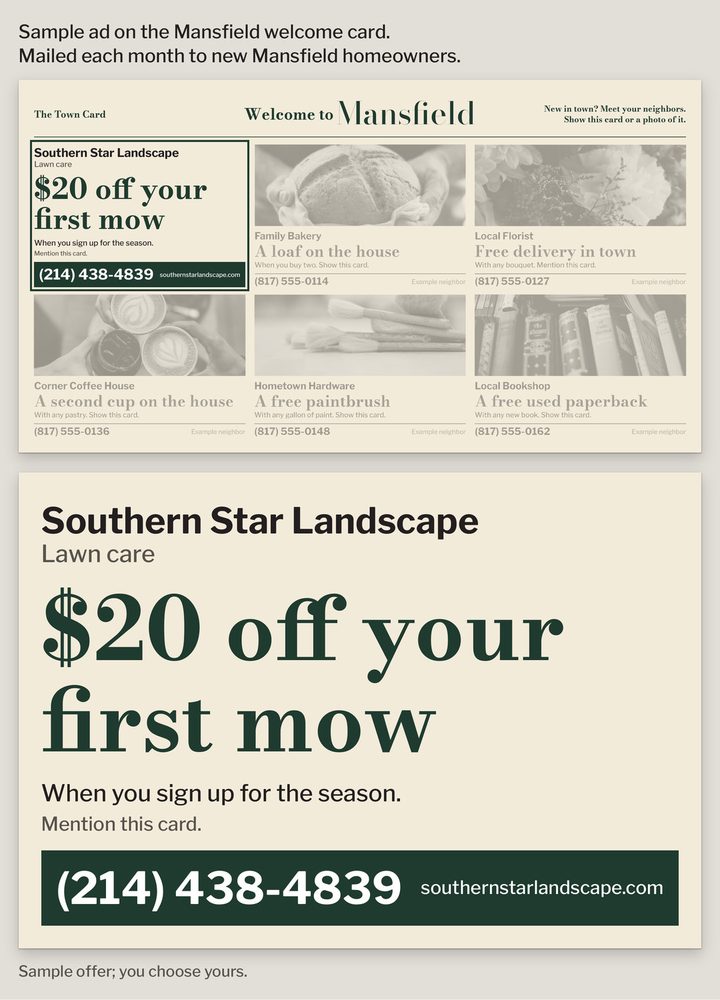 Sample ad on the Mansfield welcome card.
Mailed each month to new Mansfield homeowners.
The Town Card
Welcome to Mansfield
New in town? Meet your neighbors.
Show this card or a photo of it.
Southern Star Landscape
Lawn care
$20 off your
first mow
When you sign up for the season.
Mention this card.
(214) 438-4839 southernstarlandscape.com
Family Bakery
A loaf on the house
When you buy two. Show this card.
(817) 555-0114 Example neighbor
Local Florist
Free delivery in town
With any bouquet. Mention this card.
(817) 555-0127 Example neighbor
Corner Coffee House
A second cup on the house
With any pastry. Show this card.
(817) 555-0136 Example neighbor
Hometown Hardware
A free paintbrush
With any gallon of paint. Show this card.
(817) 555-0148 Example neighbor
Local Bookshop
A free used paperback
With any new book. Show this card.
(817) 555-0162 Example neighbor
Southern Star Landscape
Lawn care
$20 off your
first mow
When you sign up for the season.
Mention this card.
(214) 438-4839 southernstarlandscape.com
Sample offer; you choose yours.